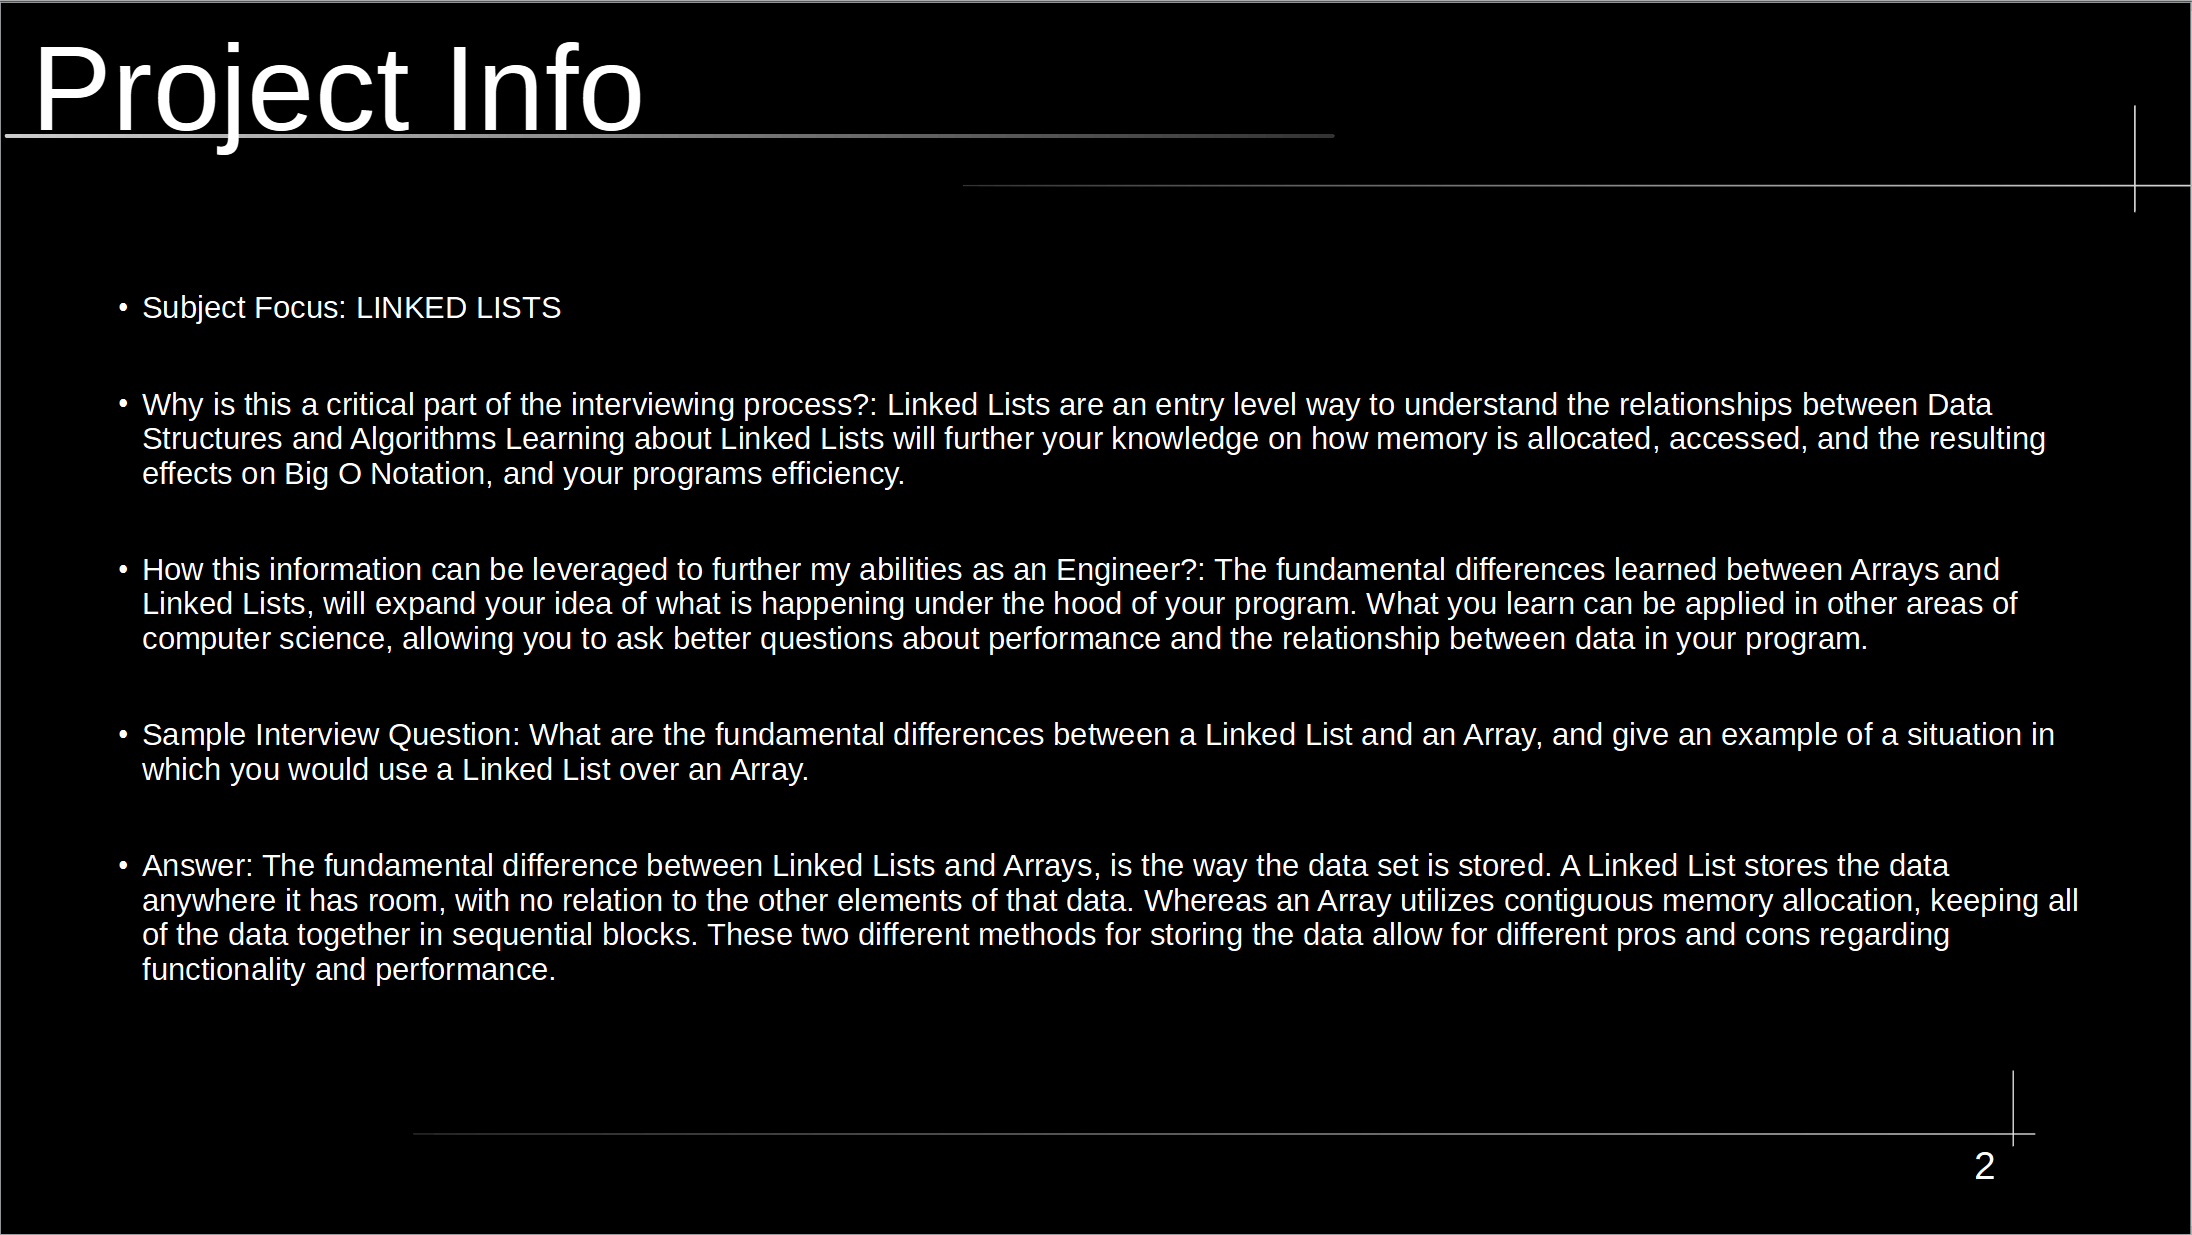 Project Info
• Subject Focus: LINKED LISTS
• Why is this a critical part of the interviewing process?: Linked Lists are an entry level way to understand the relationships between Data
Structures and Algorithms Learning about Linked Lists will further your knowledge on how memory is allocated, accessed, and the resulting
effects on Big O Notation, and your programs efficiency.
• How this information can be leveraged to further my abilities as an Engineer?: The fundamental differences learned between Arrays and
Linked Lists, will expand your idea of what is happening under the hood of your program. What you learn can be applied in other areas of
computer science, allowing you to ask better questions about performance and the relationship between data in your program.
• Sample Interview Question: What are the fundamental differences between a Linked List and an Array, and give an example of a situation in
which you would use a Linked List over an Array.
• Answer: The fundamental difference between Linked Lists and Arrays, is the way the data set is stored. A Linked List stores the data
anywhere it has room, with no relation to the other elements of that data. Whereas an Array utilizes contiguous memory allocation, keeping all
of the data together in sequential blocks. These two different methods for storing the data allow for different pros and cons regarding
functionality and performance.
2